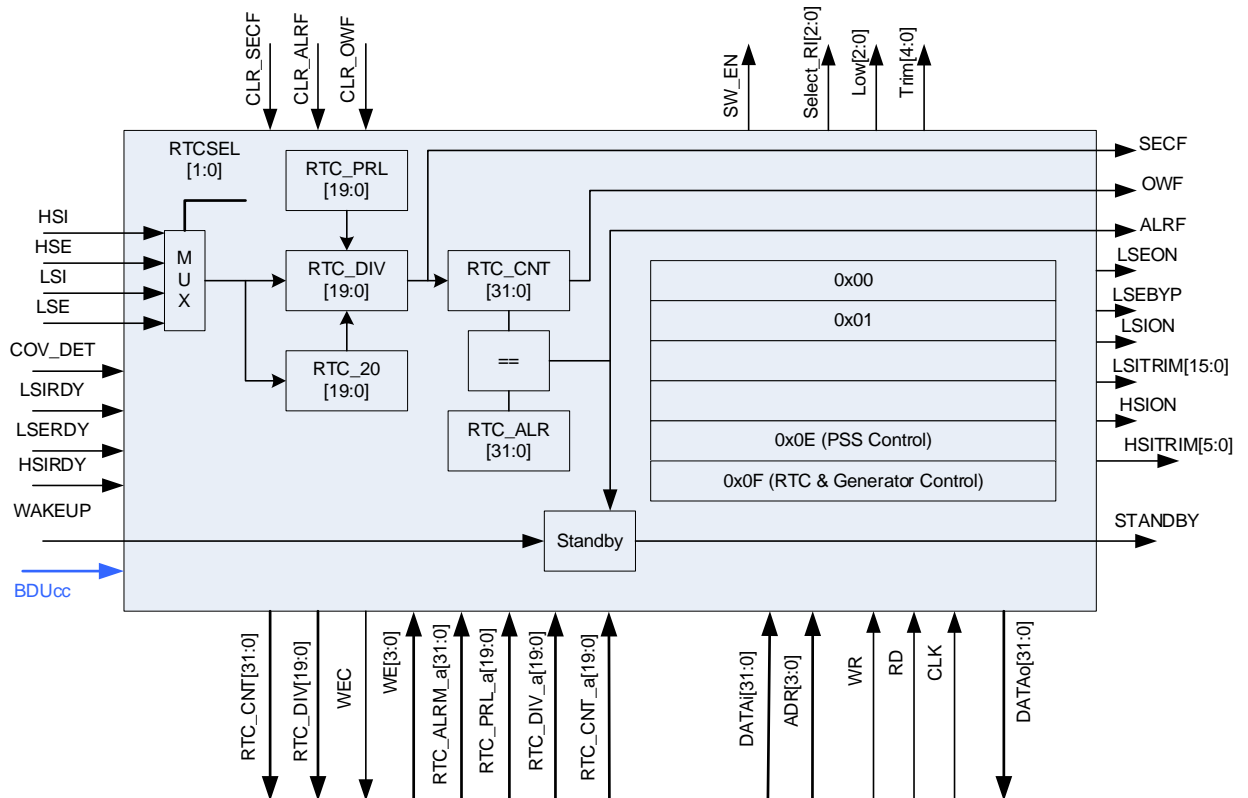 CLR_SECF
CLR_ALRF
CLR_OWF
SW_EN
Select_RI[2:0]
Low[2:0]
Trim[4:0]
RTCSEL
[1:0]
RTC_PRL
[19:0]
SECF
OWF
ALRF
HSI
HSE
LSI
LSE
M
U
X
RTC_DIV
[19:0]
RTC_CNT
[31:0]
0x00
0x01
LSEON
LSEBYP
LSION
LSITRIM[15:0]
HSION
HSITRIM[5:0]
COV_DET
LSIRDY
LSERDY
HSIRDY
WAKEUP
BDUcc
RTC_20
[19:0]
==
RTC_ALR
[31:0]
0x0E (PSS Control)
0x0F (RTC & Generator Control)
Standby
STANDBY
RTC_CNT[31:0]
RTC_DIV[19:0]
WEC
WE[3:0]
RTC_ALRM_a[31:0]
RTC_PRL_a[19:0]
RTC_DIV_a[19:0]
RTC_CNT_a[19:0]
DATAi[31:0]
ADR[3:0]
WR
RD
CLK
DATAo[31:0]